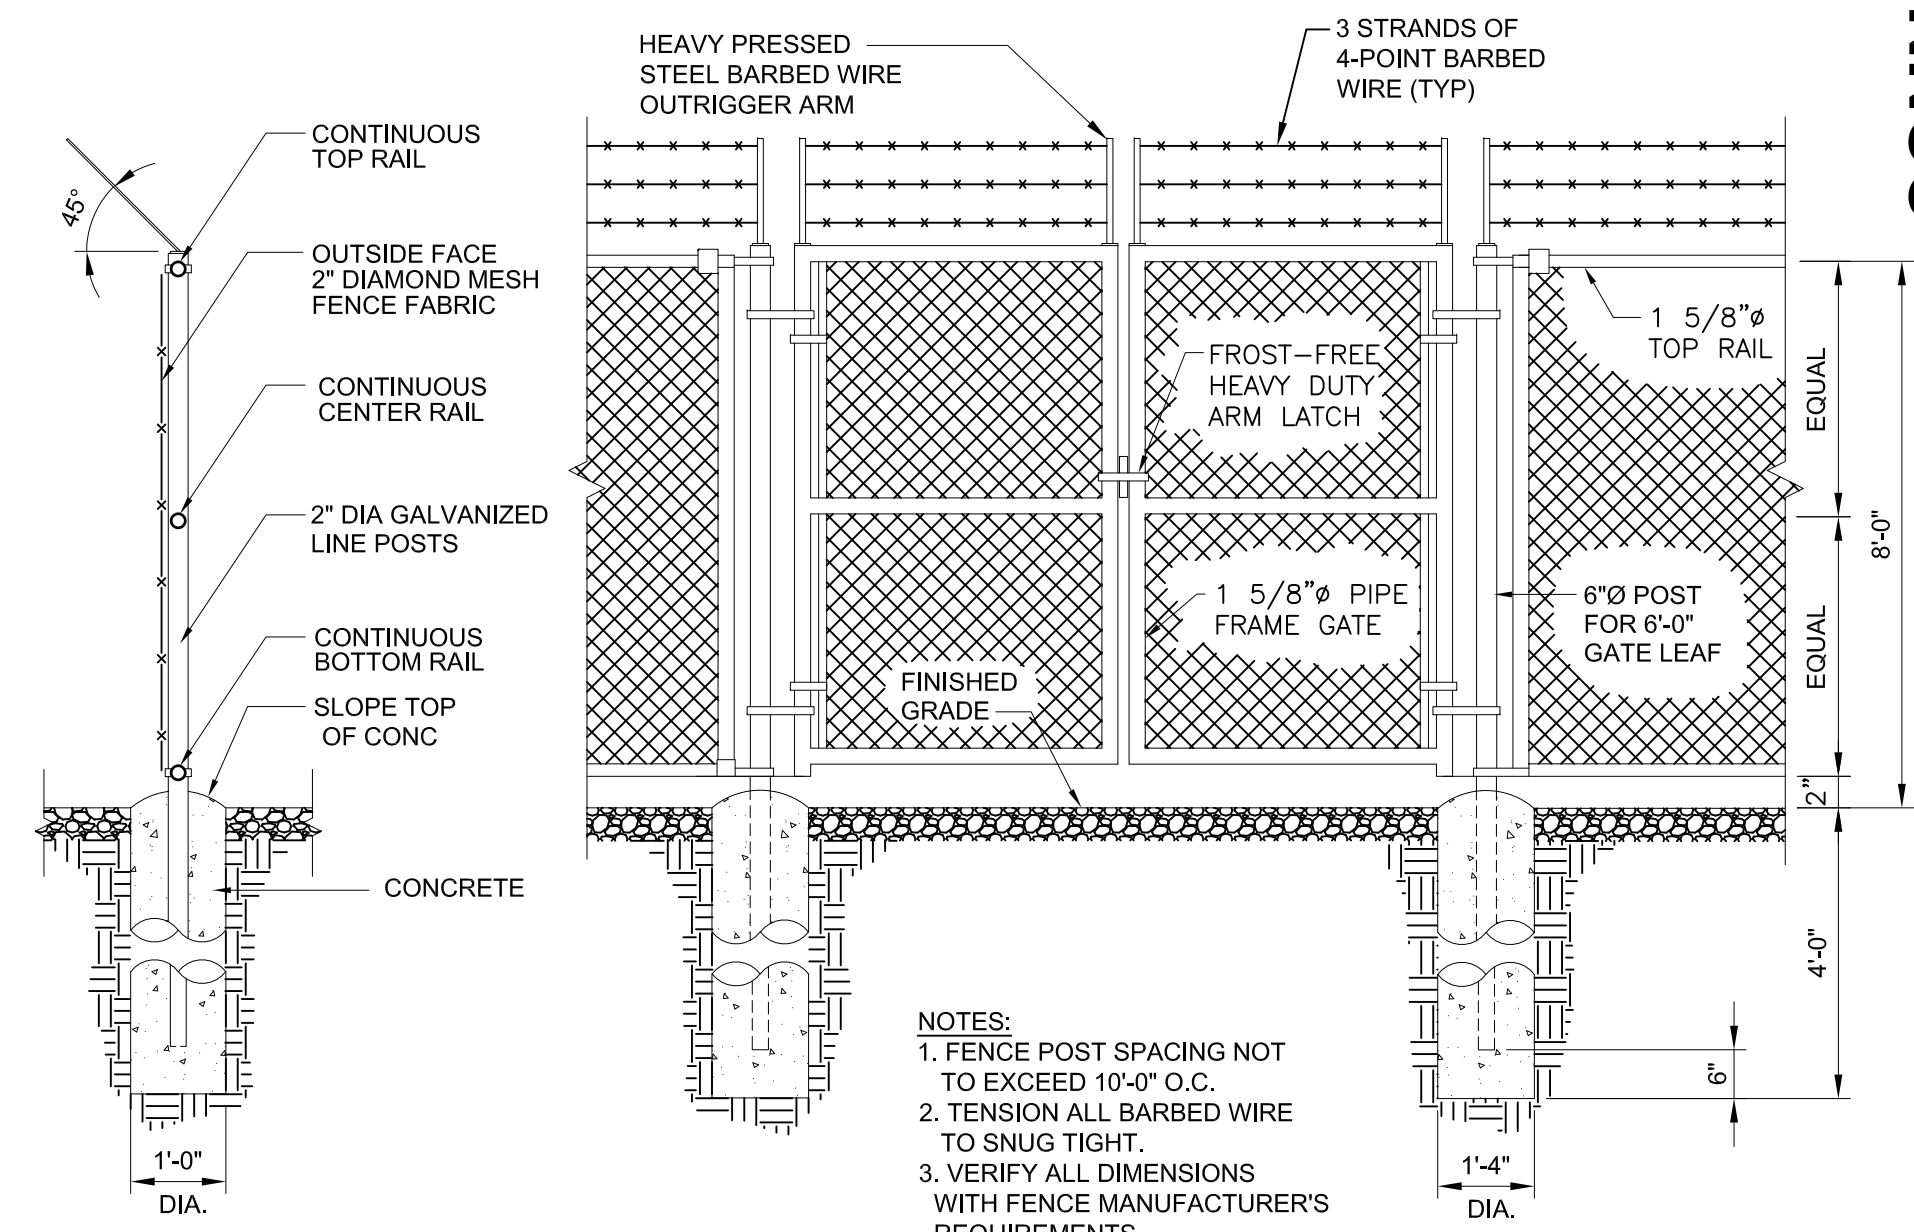 HEAVY PRESSED
STEEL BARBED WIRE
OUTRIGGER ARM
3 STRANDS OF
4-POINT BARBED
WIRE (TYP)
CONTINUOUS
TOP RAIL
45°
OUTSIDE FACE
2" DIAMOND MESH
FENCE FABRIC
CONTINUOUS
CENTER RAIL
2" DIA GALVANIZED
LINE POSTS
CONTINUOUS
BOTTOM RAIL
SLOPE TOP
OF CONC
CONCRETE
1'-0"
DIA.
FROST-FREE
HEAVY DUTY
ARM LATCH
1 5/8"ø
TOP RAIL
1 5/8"ø PIPE
FRAME GATE
6"Ø POST
FOR 6'-0"
GATE LEAF
FINISHED
GRADE
EQUAL
EQUAL
8'-0"
2"
4'-0"
6"
1'-4"
DIA.
NOTES:
1. FENCE POST SPACING NOT
TO EXCEED 10'-0" O.C.
2. TENSION ALL BARBED WIRE
TO SNUG TIGHT.
3. VERIFY ALL DIMENSIONS
WITH FENCE MANUFACTURER'S
REQUIREMENTS